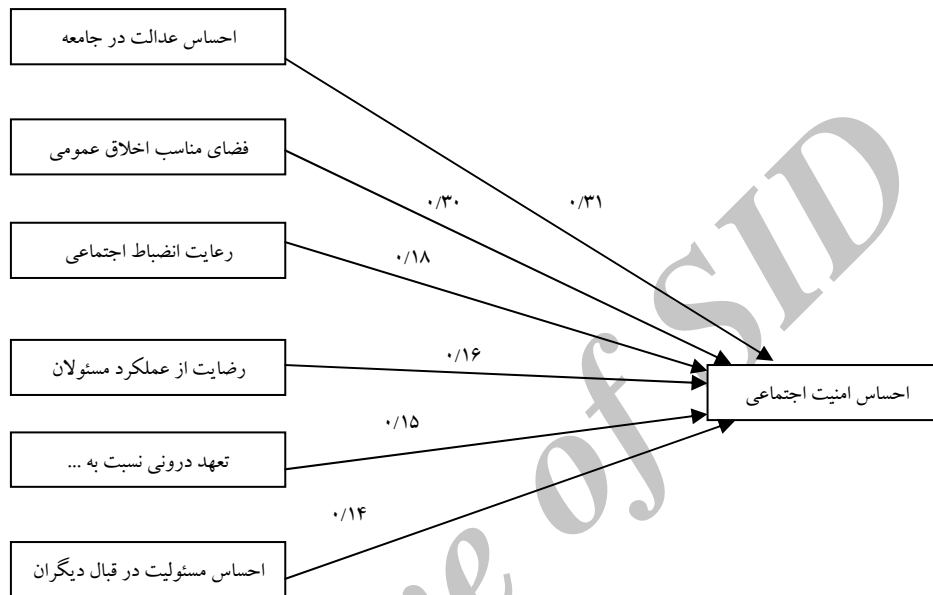 احساس عدالت در جامعه
فضای مناسب اخلاق عمومی
۰/۳۰
۰/۳۱
رعایت انضباط اجتماعی
۰/۱۸
رضایت از عملکرد مسئولان
۰/۱۶
احساس امنیت اجتماعی
۰/۱۵
تعهد درونی نسبت به ...
۰/۱۴
احساس مسئولیت در قبال دیگران
e of SID